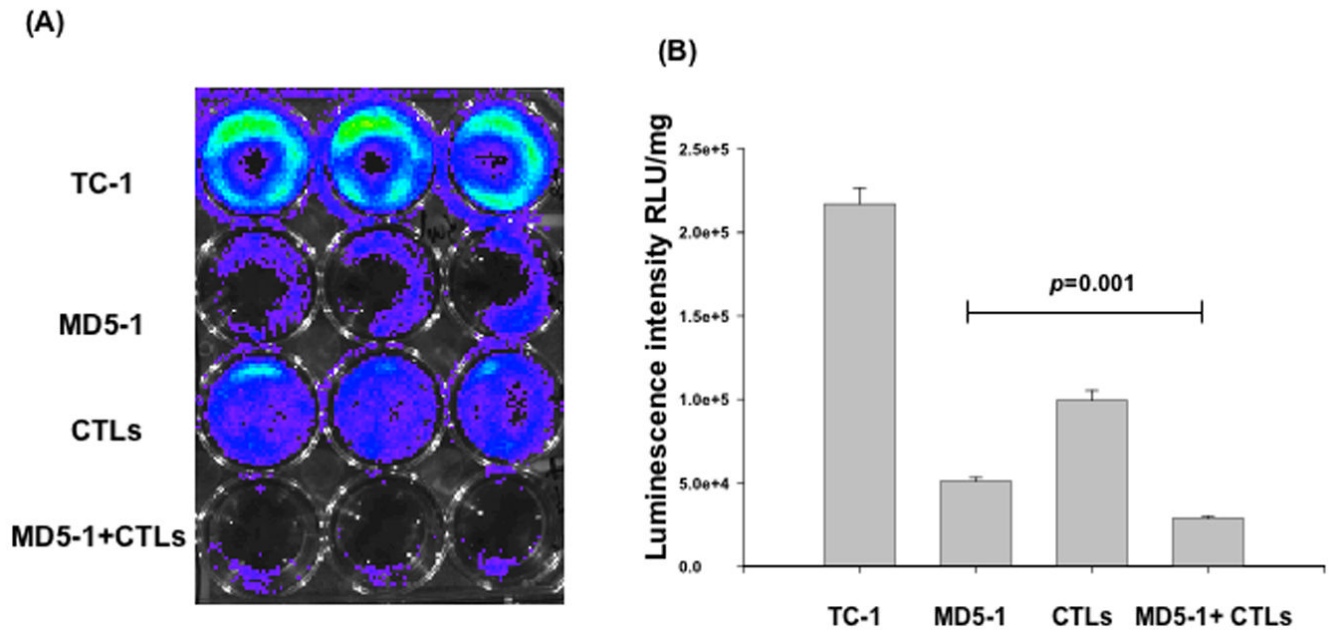 (A)
TC-1
MD5-1
CTLs
MD5-1+CTLs
(B)
Luminescence intensity RLU/mg
2.5e+5
2.0e+5
1.5e+5
1.0e+5
5.0e+4
0.0
p=0.001
TC-1
MD5-1
CTLs
MD5-1+ CTLs